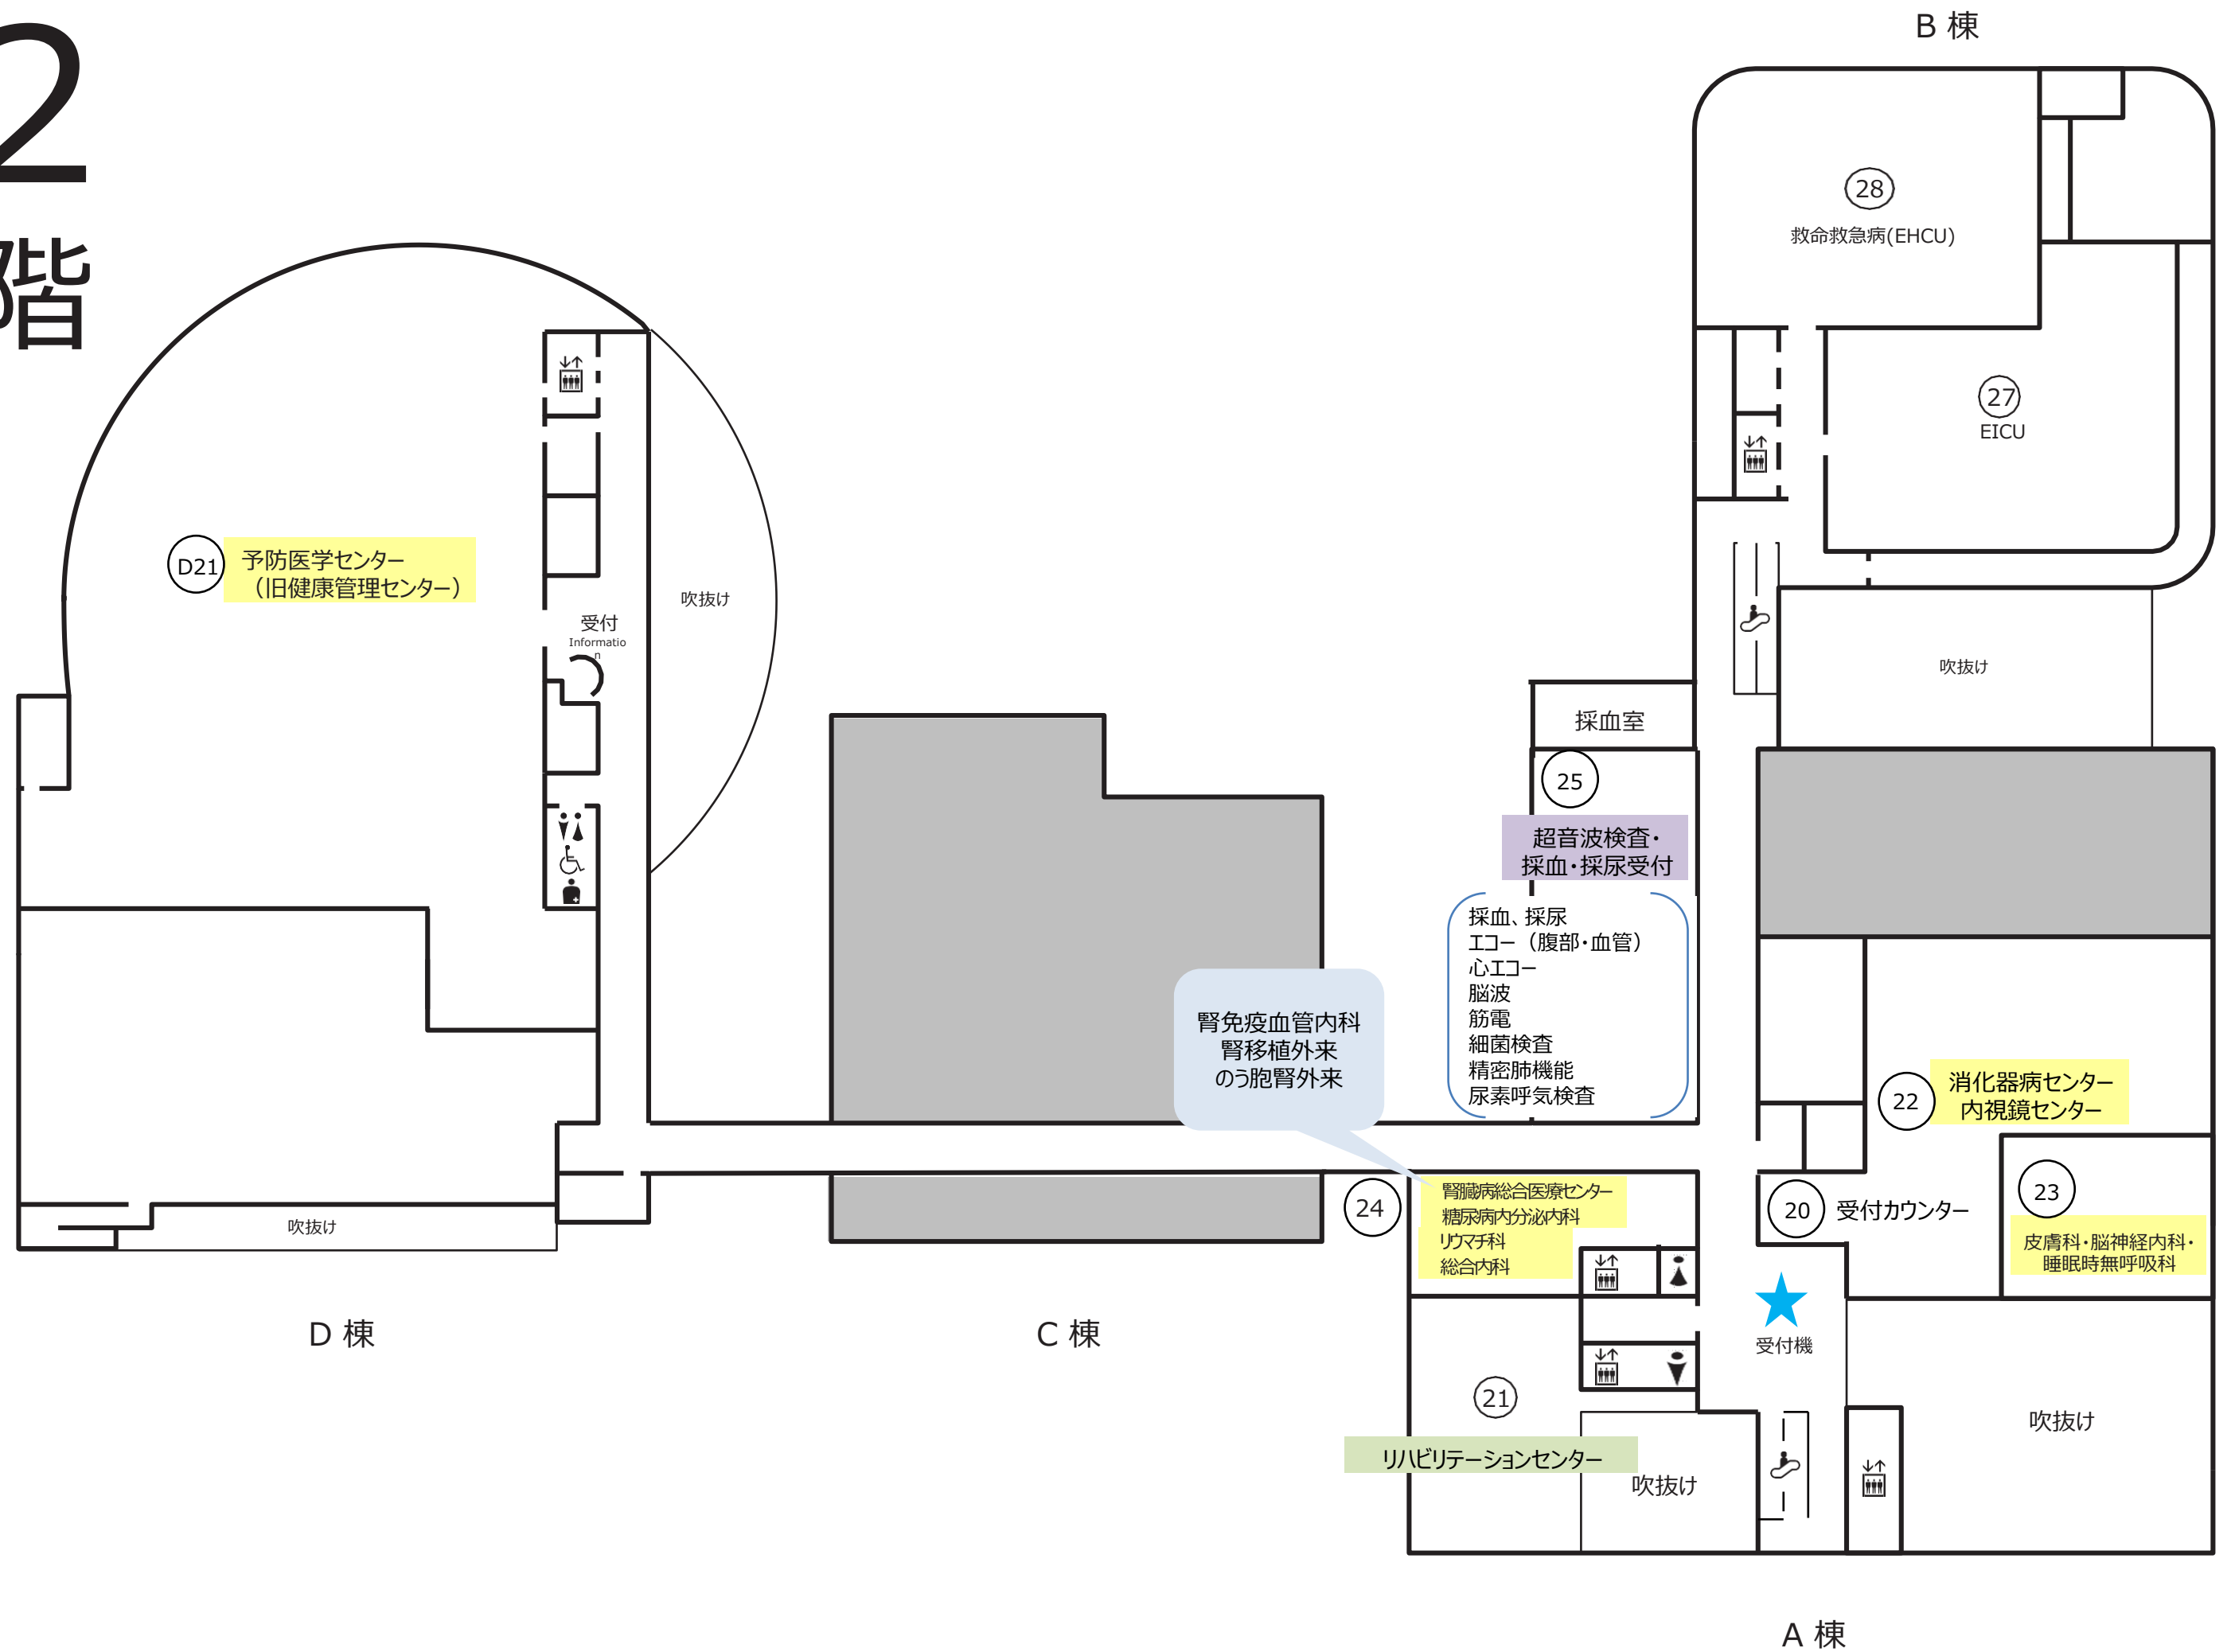 2
階
B 棟
28
救命救急病(EHCU)
27
EICU
D21
予防医学センター
（旧健康管理センター）
受付
Informatio
n
吹抜け
吹抜け
採血室
25
超音波検査・
採血・採尿受付
採血、採尿
エコー（腹部・血管）
心エコー
脳波
筋電
細菌検査
精密肺機能
尿素呼気検査
腎免疫血管内科
腎移植外来
のう胞腎外来
22
消化器病センター
内視鏡センター
24
腎臓病総合医療センター
糖尿病内分泌内科
リウマチ科
総合内科
20
受付カウンター
23
皮膚科・脳神経内科・
睡眠時無呼吸科
吹抜け
受付機
D 棟
C 棟
21
リハビリテーションセンター
吹抜け
吹抜け
A 棟